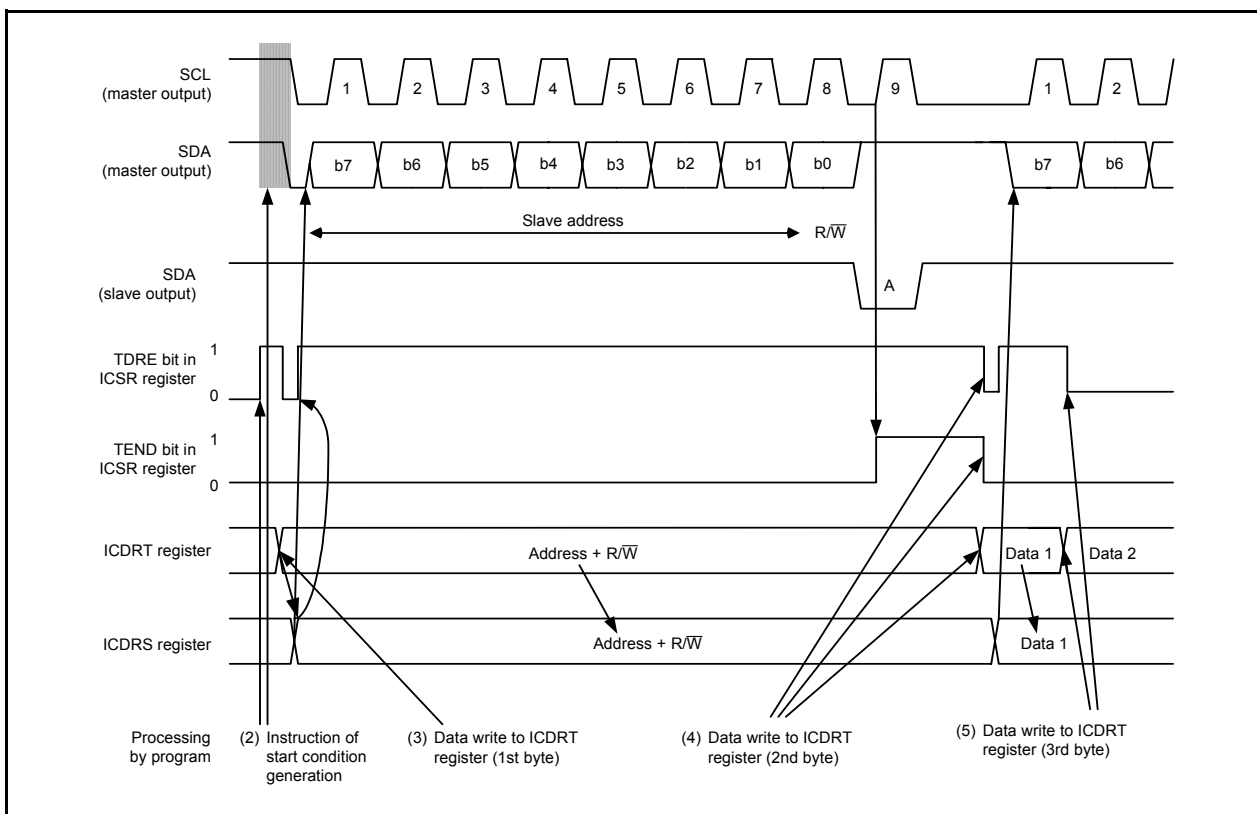 SCL
(master output)
1 2 3 4 5 6 7 8 9 1 2
SDA
(master output)
b7 b6 b5 b4 b3 b2 b1 b0 b7 b6
Slave address
R/W̅
SDA
(slave output)
A
TDRE bit in
ICSR register
1
0
TEND bit in
ICSR register
1
0
ICDRT register
Address + R/W̅
Data 1
Data 2
ICDRS register
Address + R/W̅
Data 1
Processing
by program
(2) Instruction of
start condition
generation
(3) Data write to ICDRT
register (1st byte)
(4) Data write to ICDRT
register (2nd byte)
(5) Data write to ICDRT
register (3rd byte)